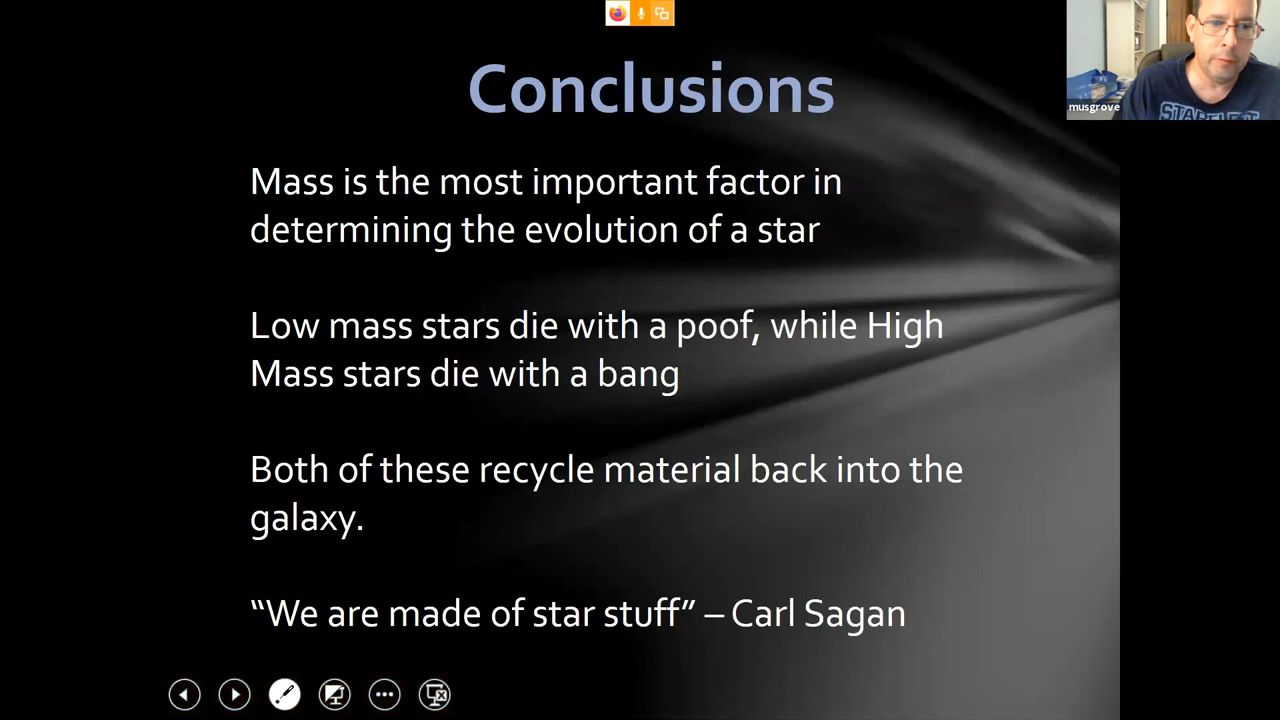 Conclusions
musgrove
Mass is the most important factor in
determining the evolution of a star
Low mass stars die with a poof, while High
Mass stars die with a bang
Both of these recycle material back into the
galaxy.
“We are made of star stuff” – Carl Sagan